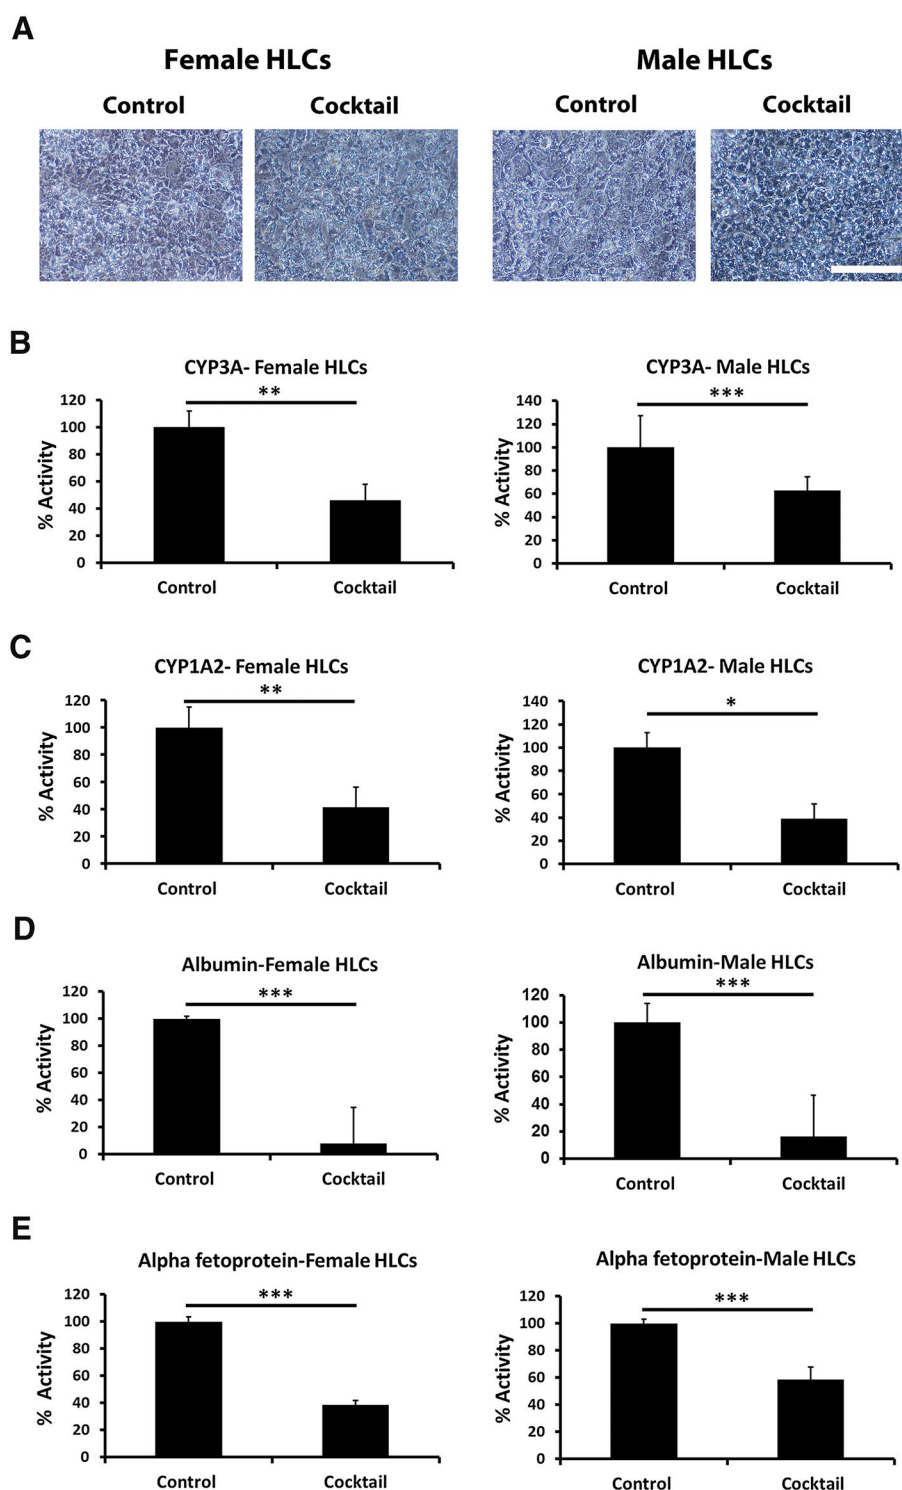 A
Female HLCs
Male HLCs
Control
Cocktail
Control
Cocktail
B
CYP3A- Female HLCs
**
120
100
80
60
40
20
0
% Activity
Control
Cocktail
CYP3A- Male HLCs
***
140
120
100
80
60
40
20
0
% Activity
Control
Cocktail
C
CYP1A2- Female HLCs
**
120
100
80
60
40
20
0
% Activity
Control
Cocktail
CYP1A2- Male HLCs
*
140
120
100
80
60
40
20
0
% Activity
Control
Cocktail
D
Albumin-Female HLCs
***
120
100
80
60
40
20
0
% Activity
Control
Cocktail
Albumin-Male HLCs
***
120
100
80
60
40
20
0
% Activity
Control
Cocktail
E
Alpha fetoprotein-Female HLCs
***
120
100
80
60
40
20
0
% Activity
Control
Cocktail
Alpha fetoprotein-Male HLCs
***
120
100
80
60
40
20
0
% Activity
Control
Cocktail